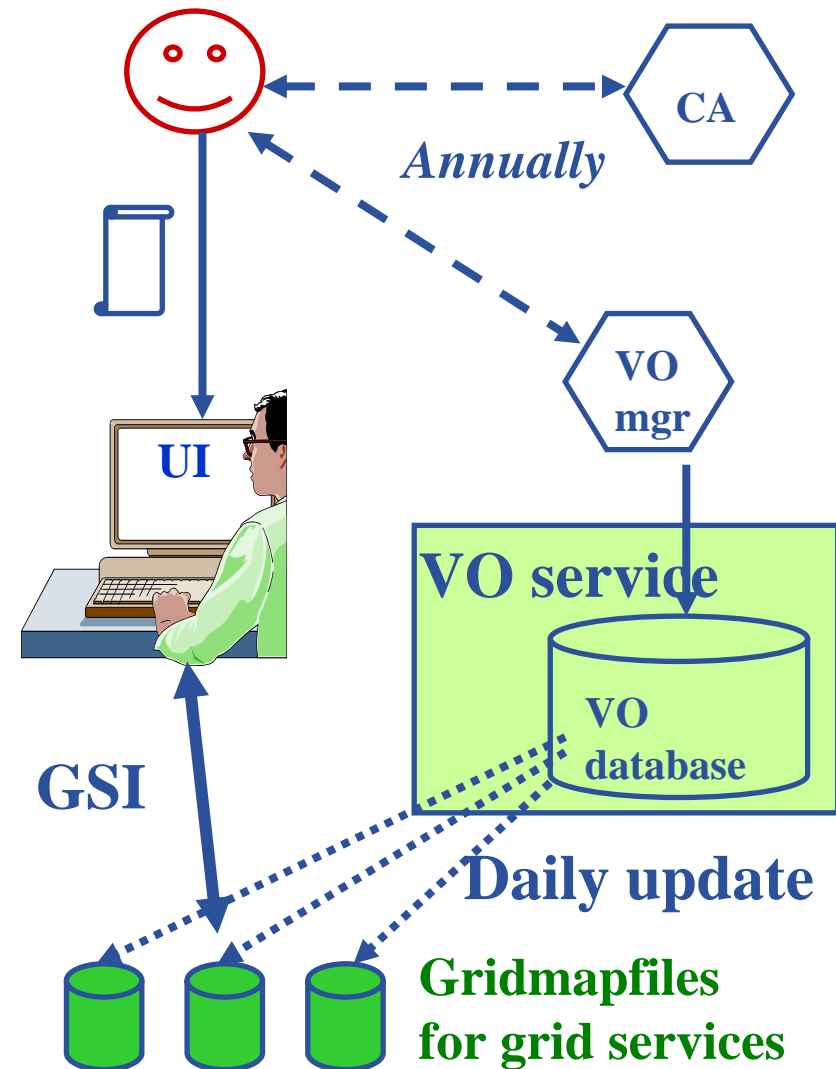 CA
Annually
VO
mgr
UI
VO service
VO
database
GSI
Daily update
Gridmapfiles
for grid services